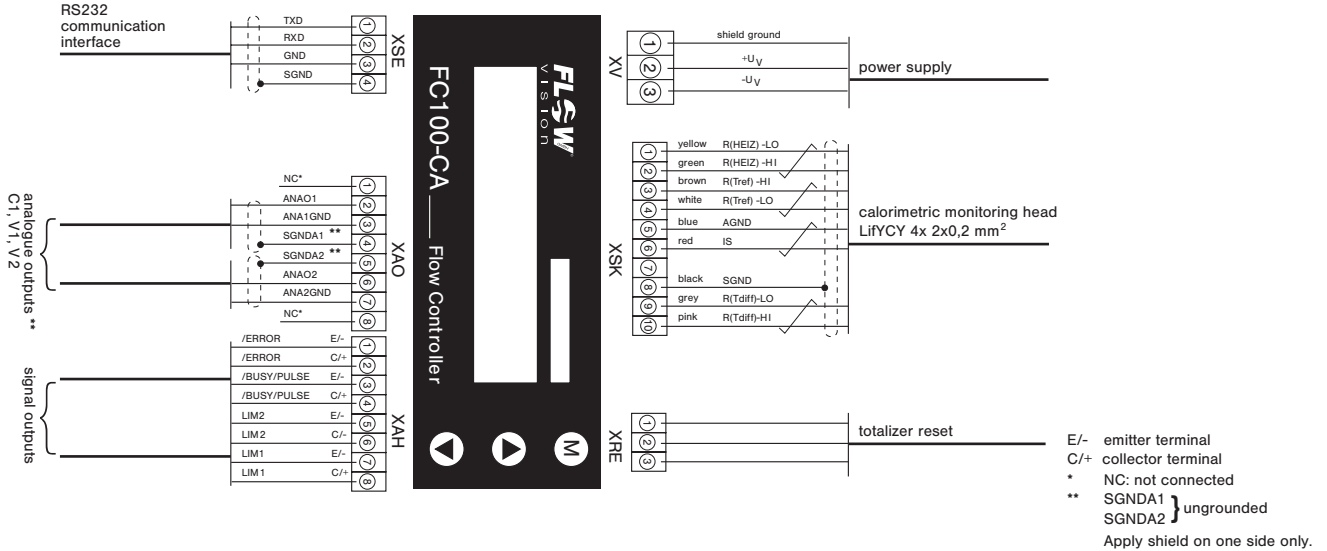 RS232
communication
interface
TXD
RXD
GND
SGND
1
2
3
4
XSE
NC*
ANAO1
ANA1GND
SGNDA1 **
SGNDA2 **
ANAO2
ANA2GND
NC*
1
2
3
4
5
6
7
8
XAO
analogue outputs **
C1, V1, V2
/ERROR E/-
/ERROR C/+
/BUSY/PULSE E/-
/BUSY/PULSE C/+
LIM2 E/-
LIM2 C/-
LIM1 E/-
LIM1 C/+
1
2
3
4
5
6
7
8
XAH
signal outputs
FLOW
vision
FC100-CA___ Flow Controller
M
XV
1
2
3
shield ground
+UV
-UV
power supply
XSK
1 yellow R(HEIZ) -LO
2 green R(HEIZ) -HI
3 brown R(Tref) -HI
4 white R(Tref) -LO
5 blue AGND
6 red IS
7
8 black SGND
9 grey R(Tdiff)-LO
10 pink R(Tdiff)-HI
calorimetric monitoring head
LifYCY 4x 2x0,2 mm²
XRE
1
2
3
totalizer reset
E/- emitter terminal
C/+ collector terminal
* NC: not connected
** SGNDA1
SGNDA2 } ungrounded
Apply shield on one side only.